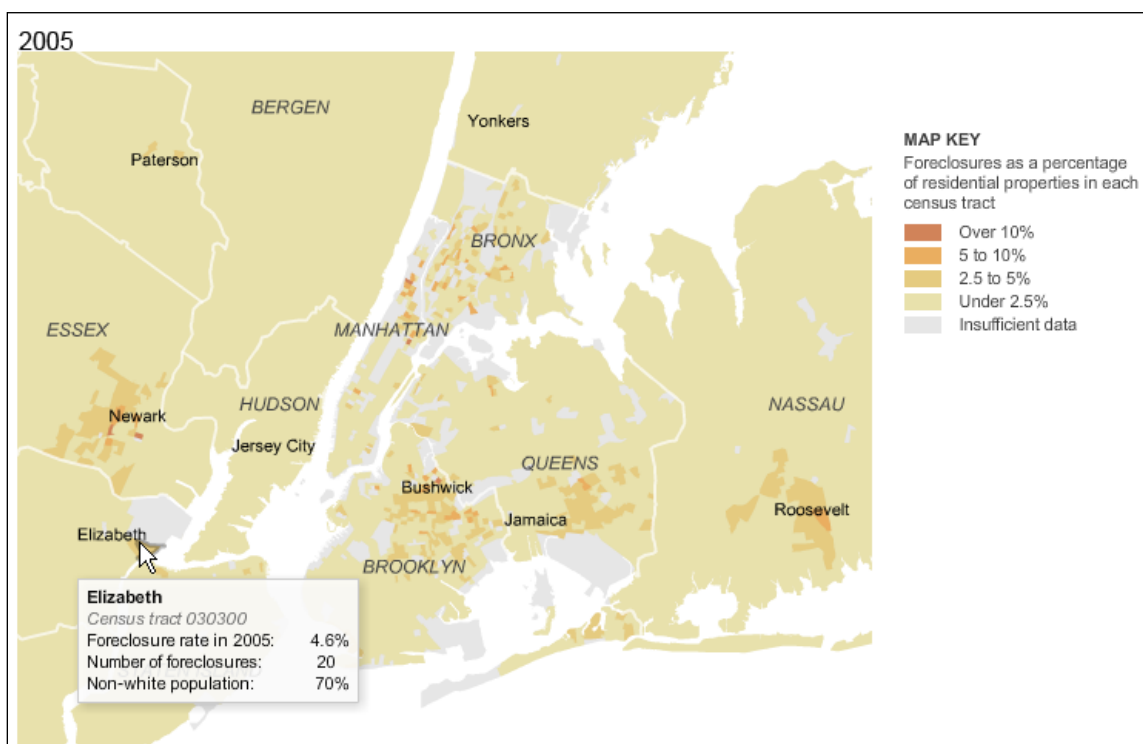 2005
BERGEN
Yonkers
Paterson
BRONX
MANHATTAN
ESSEX
Newark
HUDSON
Jersey City
NASSAU
QUEENS
Bushwick
Jamaica
Roosevelt
Elizabeth
BROOKLYN
Elizabeth
Census tract 030300
Foreclosure rate in 2005: 4.6%
Number of foreclosures: 20
Non-white population: 70%
MAP KEY
Foreclosures as a percentage
of residential properties in each
census tract
Over 10%
5 to 10%
2.5 to 5%
Under 2.5%
Insufficient data